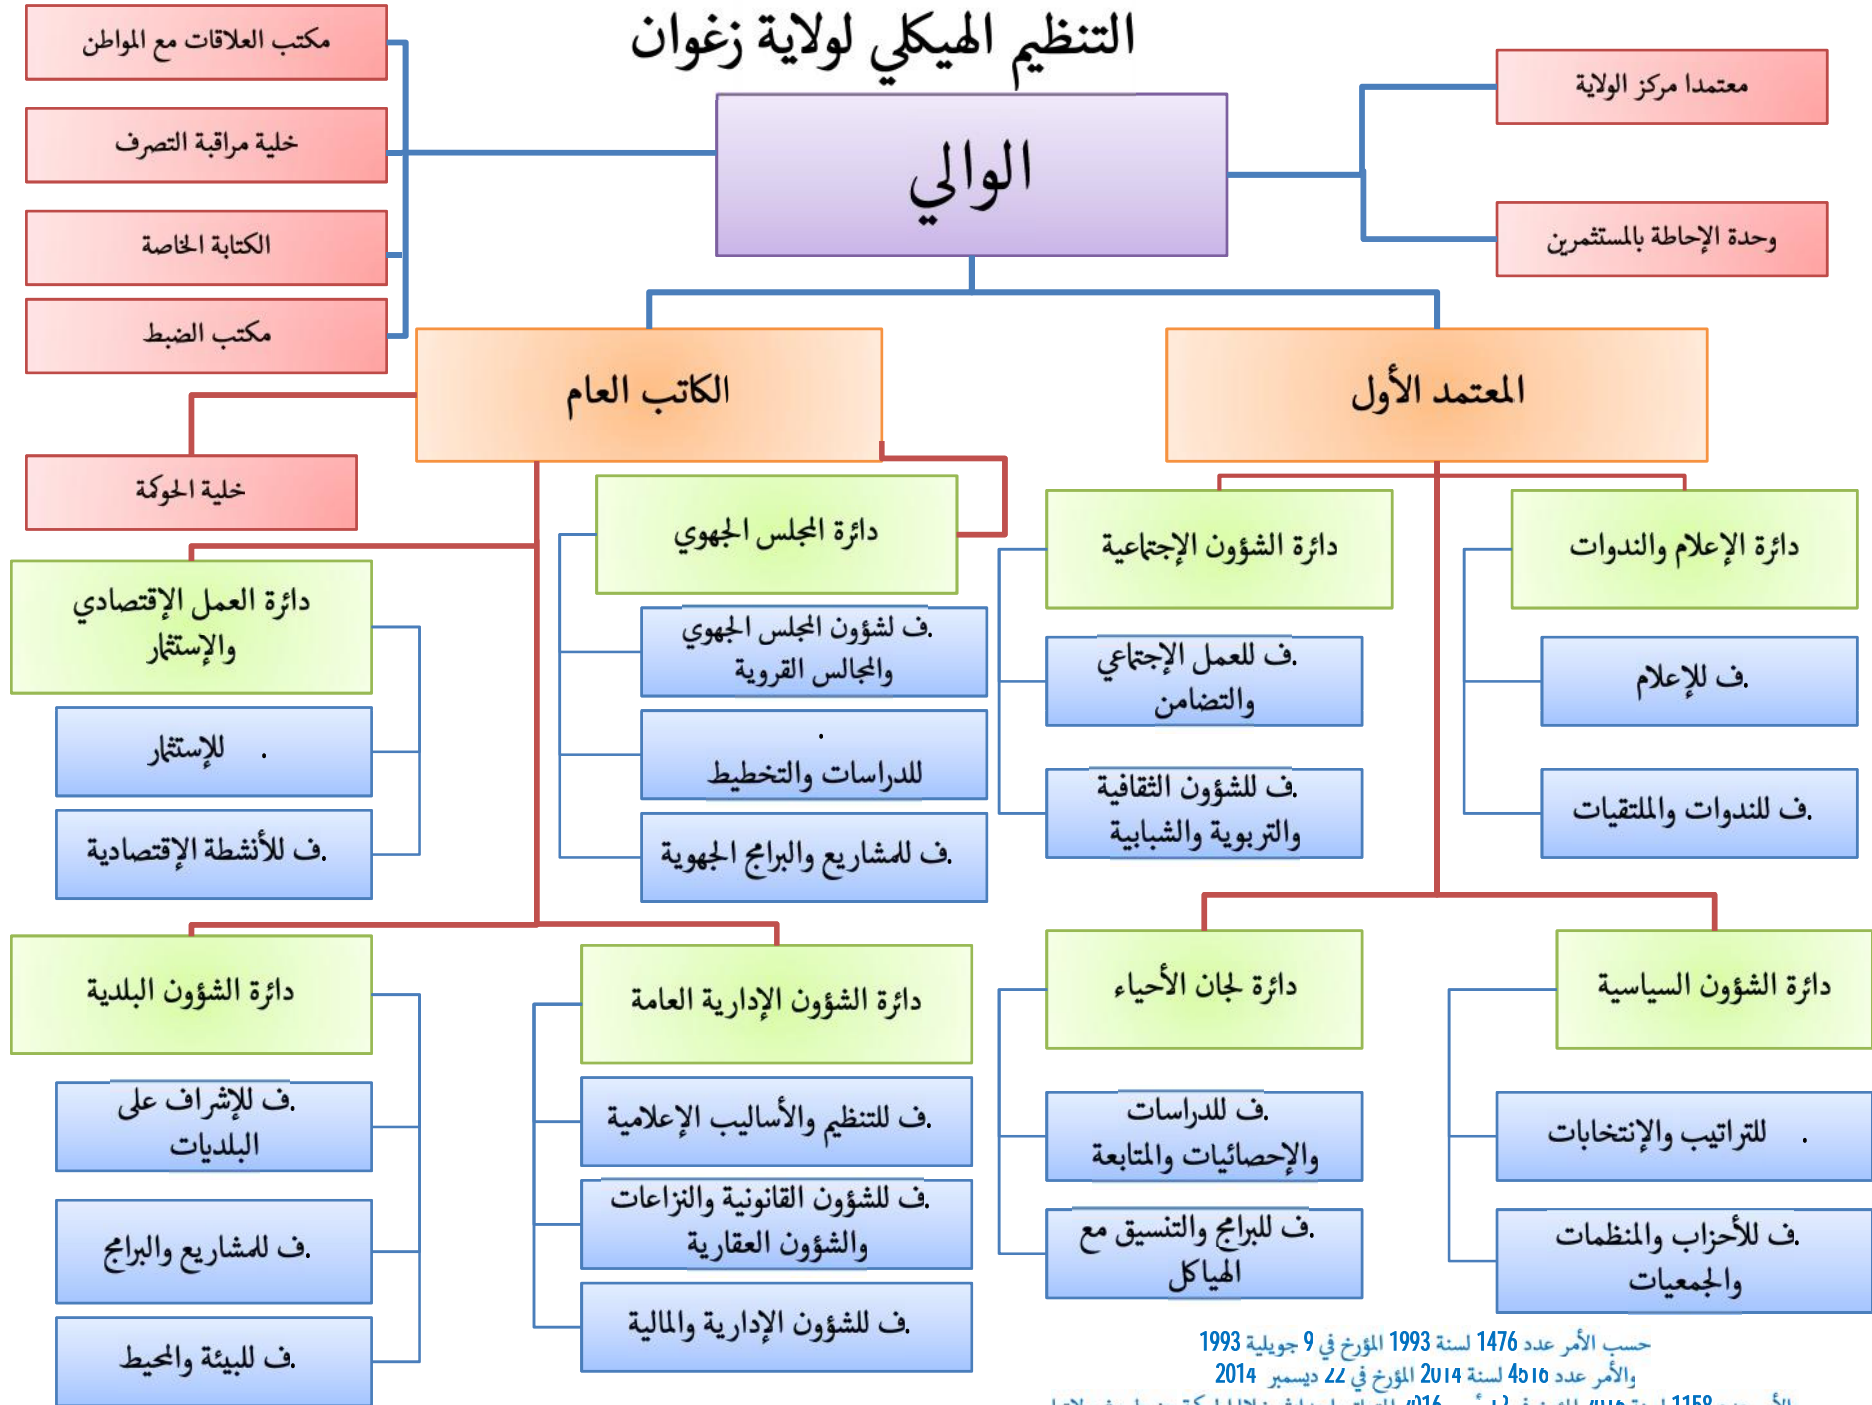 التنظيم الهيكلي لولاية زغوان
الوالي
معتمدا مركز الولاية
وحدة الإحاطة بالمستثمرين
مكتب العلاقات مع المواطن
خلية مراقبة التصرف
الكتابة الخاصة
مكتب الضبط
المعتمد الأول
الكاتب العام
خلية الحوكمة
دائرة الإعلام والندوات
ف. للإعلام
ف. للندوات والملتقيات
دائرة الشؤون الإجتماعية
ف. للعمل الإجتماعي
والتضامن
ف. للشؤون الثقافية
والتربوية والشبابية
دائرة المجلس الجهوي
ف. لشؤون المجلس الجهوي
والمجالس القروية
.
للدراسات والتخطيط
ف. للمشاريع والبرامج الجهوية
دائرة العمل الإقتصادي
والإستثمار
. للإستثمار
ف. للأنشطة الإقتصادية
دائرة الشؤون السياسية
. للتراتيب والإنتخابات
ف. للأحزاب والمنظمات
والجمعيات
دائرة لجان الأحياء
ف. للدراسات
والإحصائيات والمتابعة
ف. للبرامج والتنسيق مع
الهياكل
دائرة الشؤون الإدارية العامة
ف. للتنظيم والأساليب الإعلامية
ف. للشؤون القانونية والنزاعات
والشؤون العقارية
ف. للشؤون الإدارية والمالية
دائرة الشؤون البلدية
ف. للإشراف على
البلديات
ف. للمشاريع والبرامج
ف. للبيئة والمحيط
حسب الأمر عدد 1476 لسنة 1993 المؤرخ في 9 جويلية 1993
والأمر عدد 4516 لسنة 2014 المؤرخ في 22 ديسمبر 2014